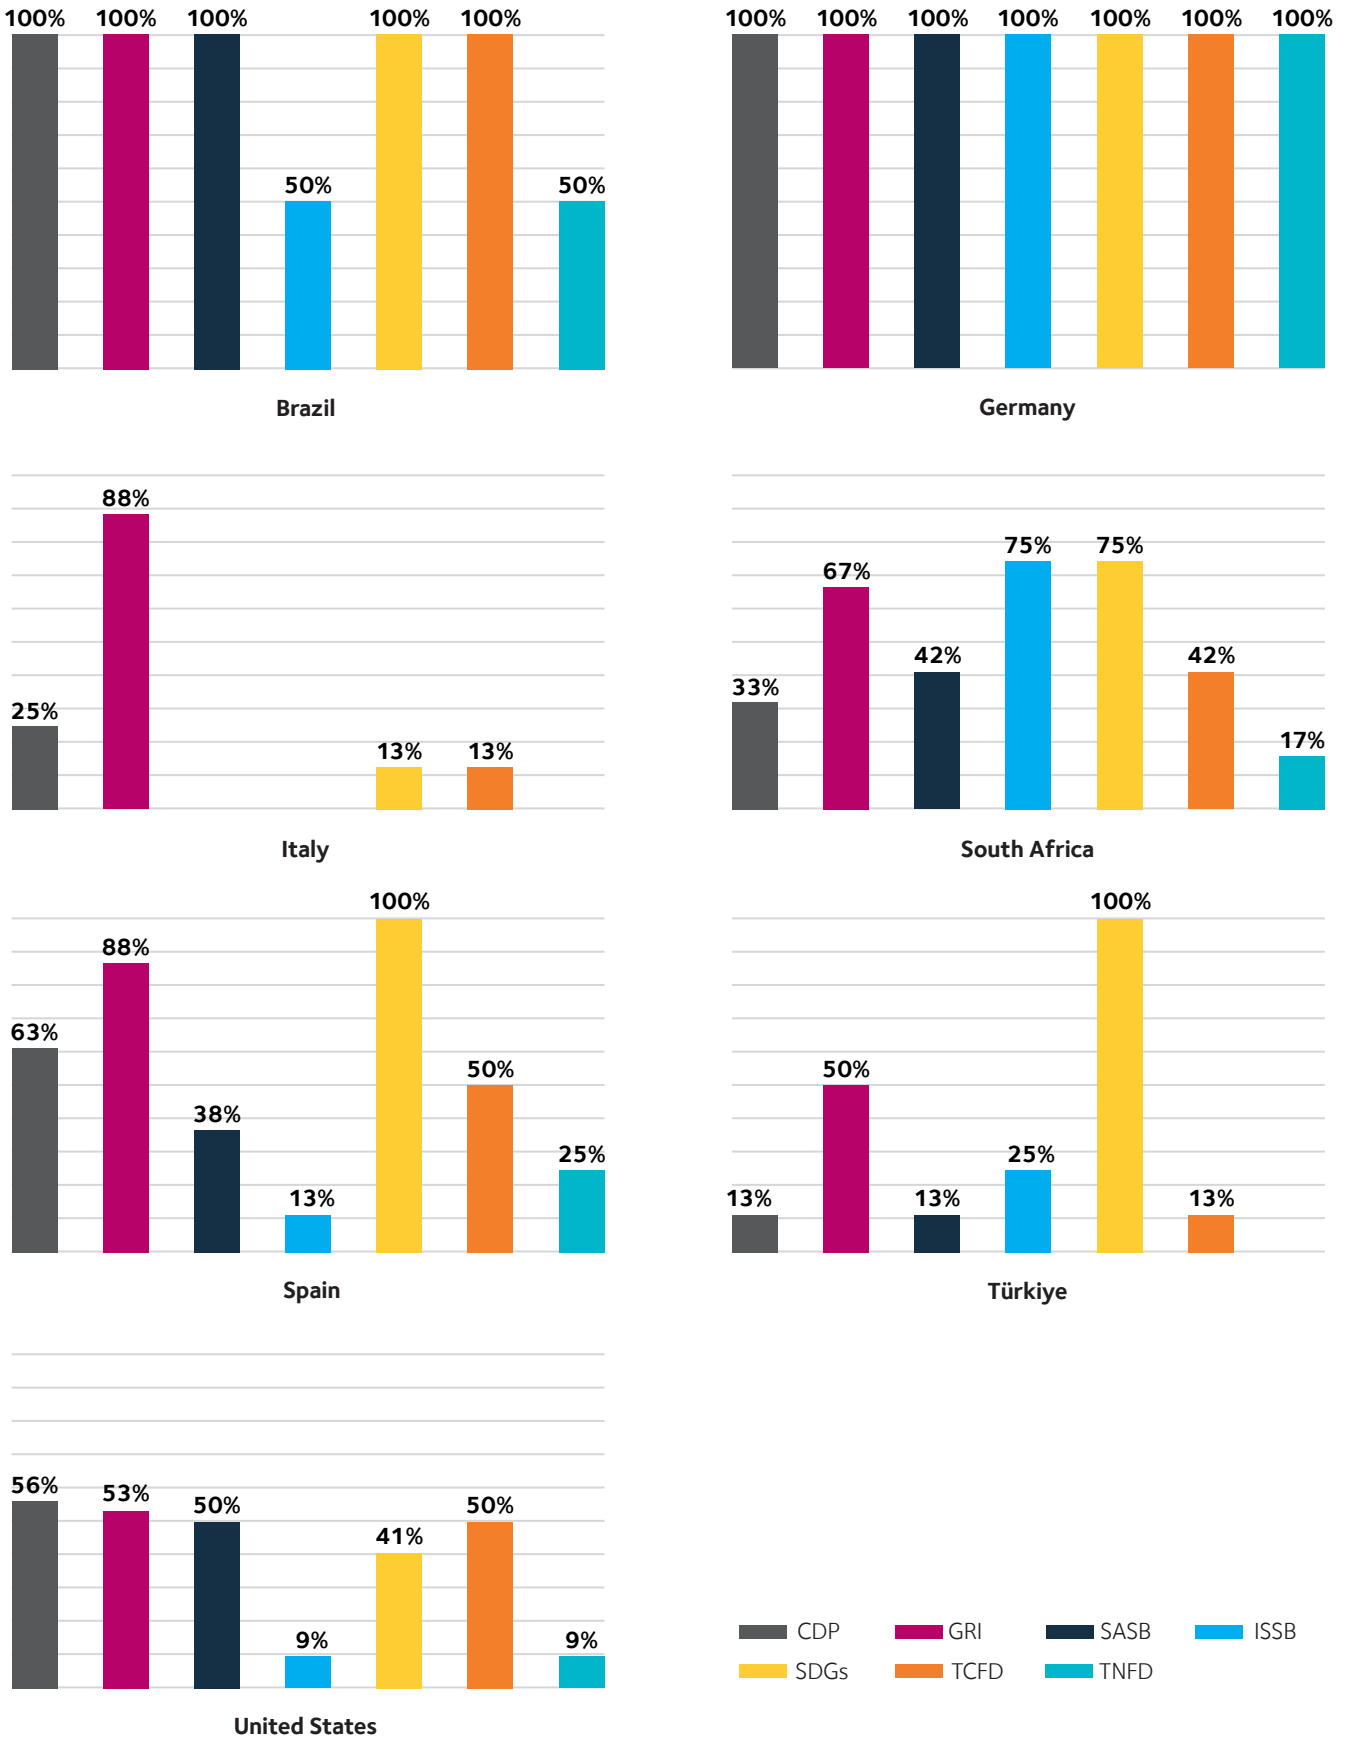 100% 100% 100% 100% 100%
50% 50%
Brazil
100% 100% 100% 100% 100% 100% 100%
Germany
88%
25%
13% 13%
Italy
75% 75%
67%
42% 42%
33%
17%
South Africa
100%
88%
63%
50%
38%
25%
13%
Spain
100%
50%
25%
13% 13% 13%
Türkiye
56% 53% 50% 50%
41%
9% 9%
United States
CDP GRI SASB ISSB
SDGs TCFD TNFD